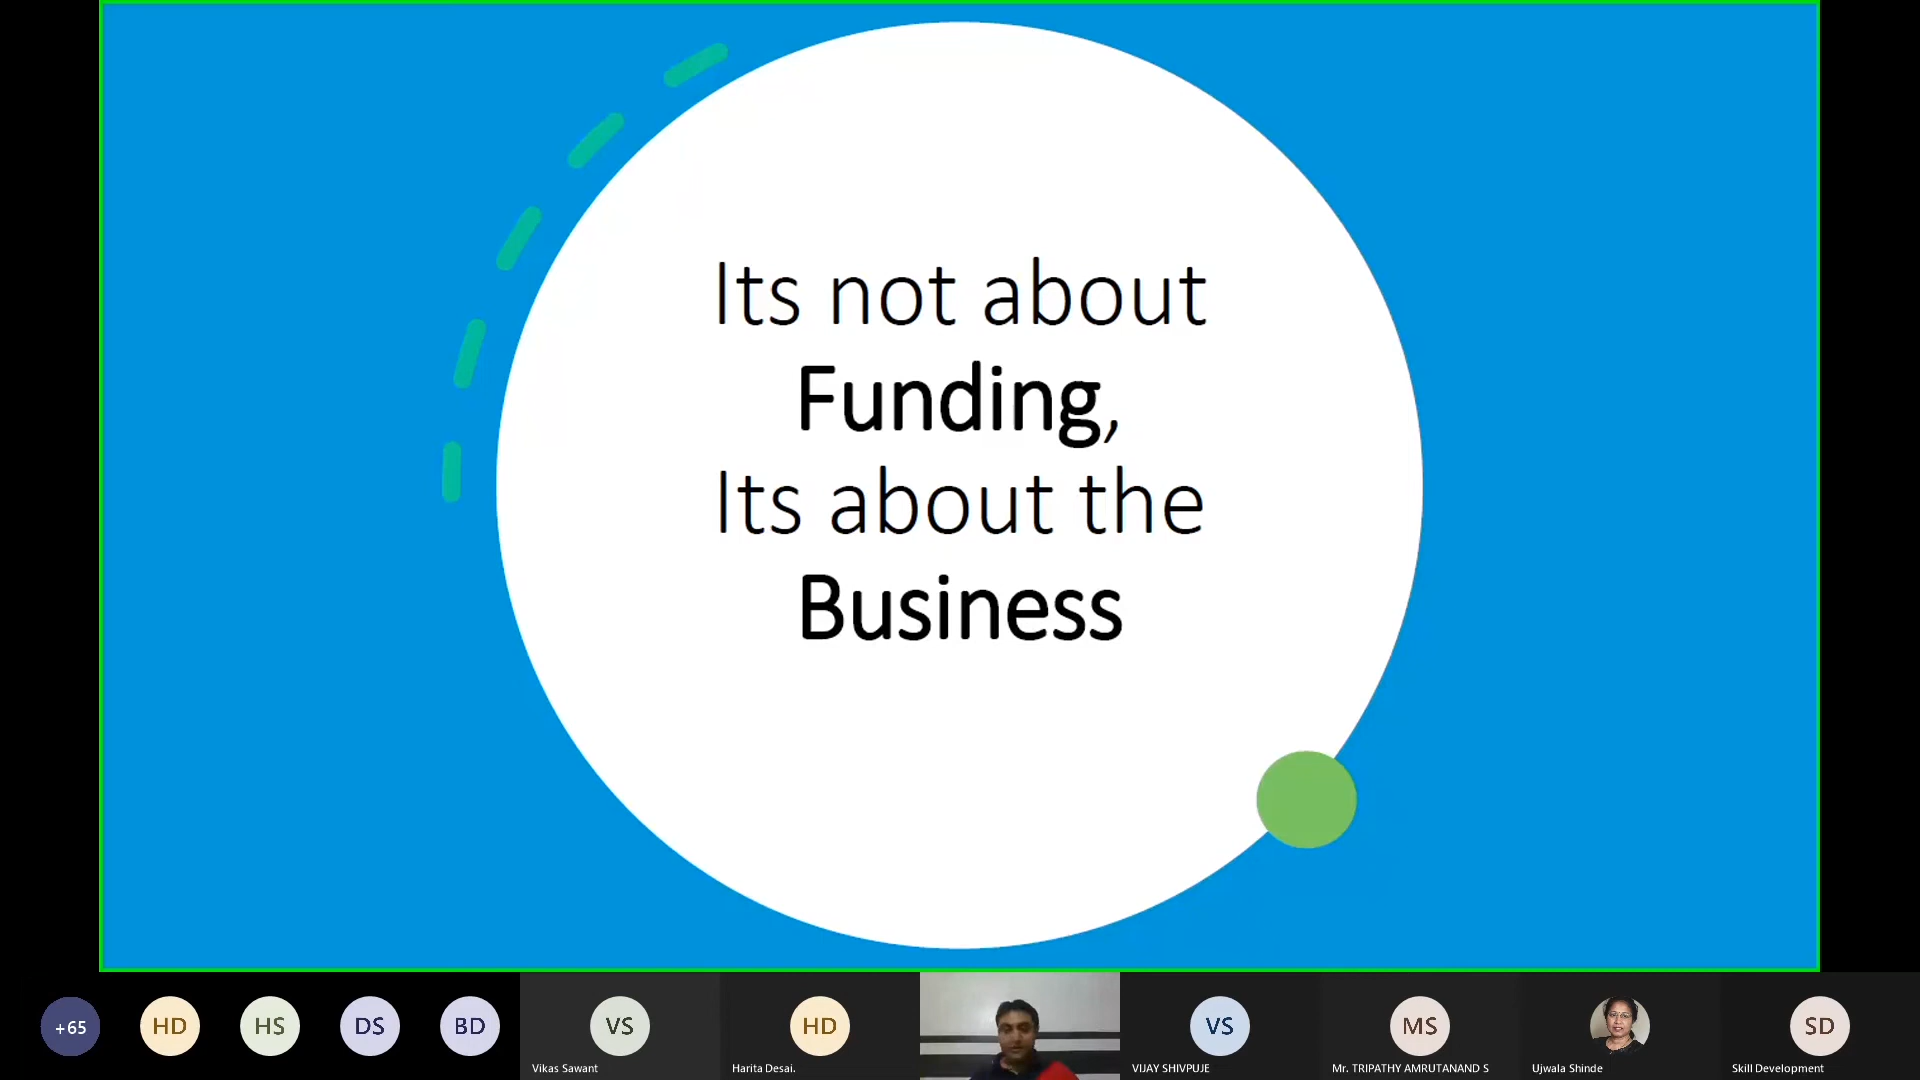 Its not about
Funding,
Its about the
Business
+65
HD
HS
DS
BD
VS
Vikas Sawant
HD
Harita Desai.
VS
VIJAY SHIVPUJE
MS
Mr. TRIPATHY AMRUTANAND S
Ujwala Shinde
SD
Skill Development